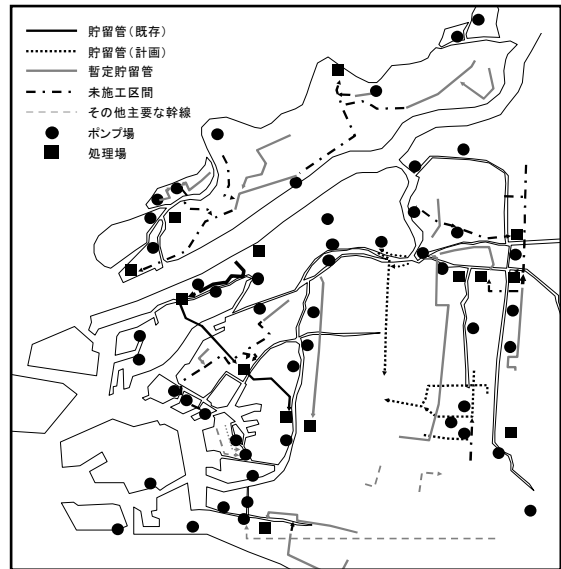 貯留管(既存)
貯留管(計画)
暫定貯留管
未施工区間
その他主要な幹線
ポンプ場
処理場